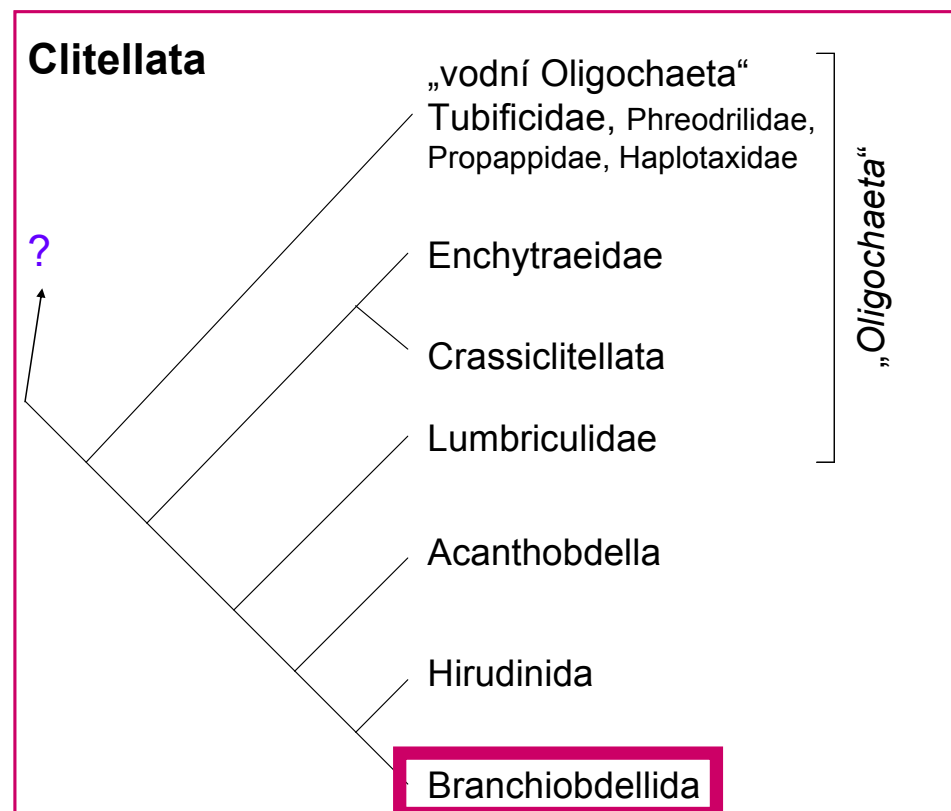 Clitellata
„vodní Oligochaeta“
Tubificidae, Phreodrilidae,
Propappidae, Haplotaxidae
„Oligochaeta“
?
Enchytraeidae
Crassiclitellata
Lumbriculidae
Acanthobdella
Hirudinida
Branchiobdellida